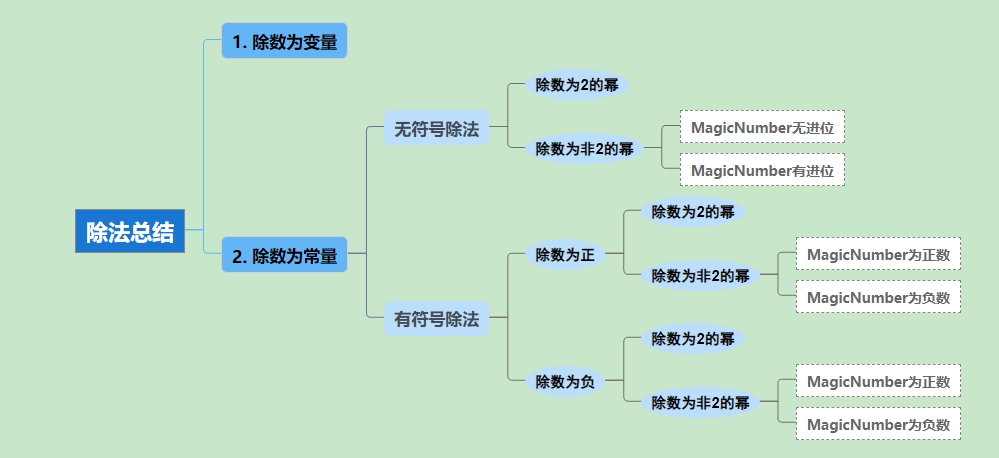 除法总结
1. 除数为变量
2. 除数为常量
无符号除法
除数为2的幂
除数为非2的幂
MagicNumber无进位
MagicNumber有进位
有符号除法
除数为正
除数为2的幂
除数为非2的幂
MagicNumber为正数
MagicNumber为负数
除数为负
除数为2的幂
除数为非2的幂
MagicNumber为正数
MagicNumber为负数